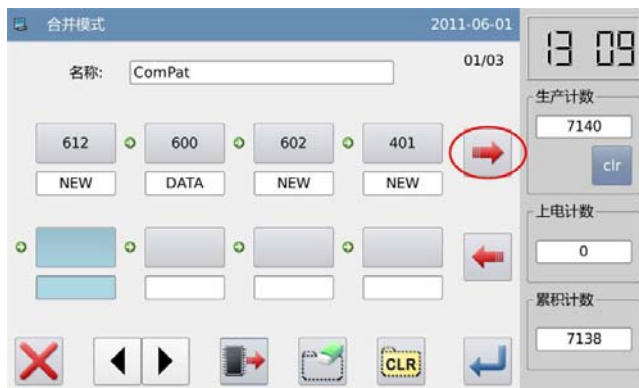 合并模式 2011-06-01
13 09
名称: ComPat 01/03
生产计数
7140
clr
612 600 602 401
NEW DATA NEW NEW
上电计数
0
累积计数
7138
CLR